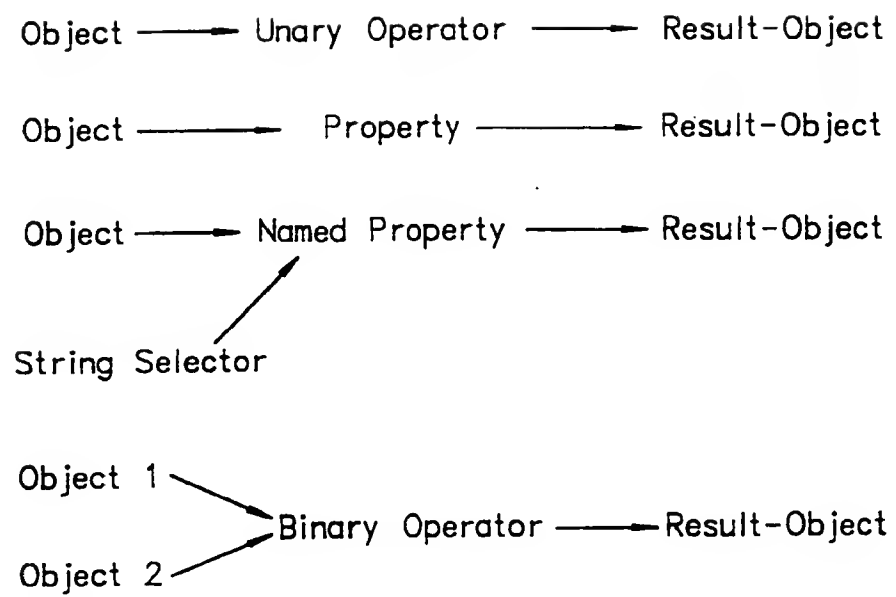 Object Unary Operator Result-Object
Object Property Result-Object
Object Named Property Result-Object
String Selector
Object 1
Binary Operator Result-Object
Object 2